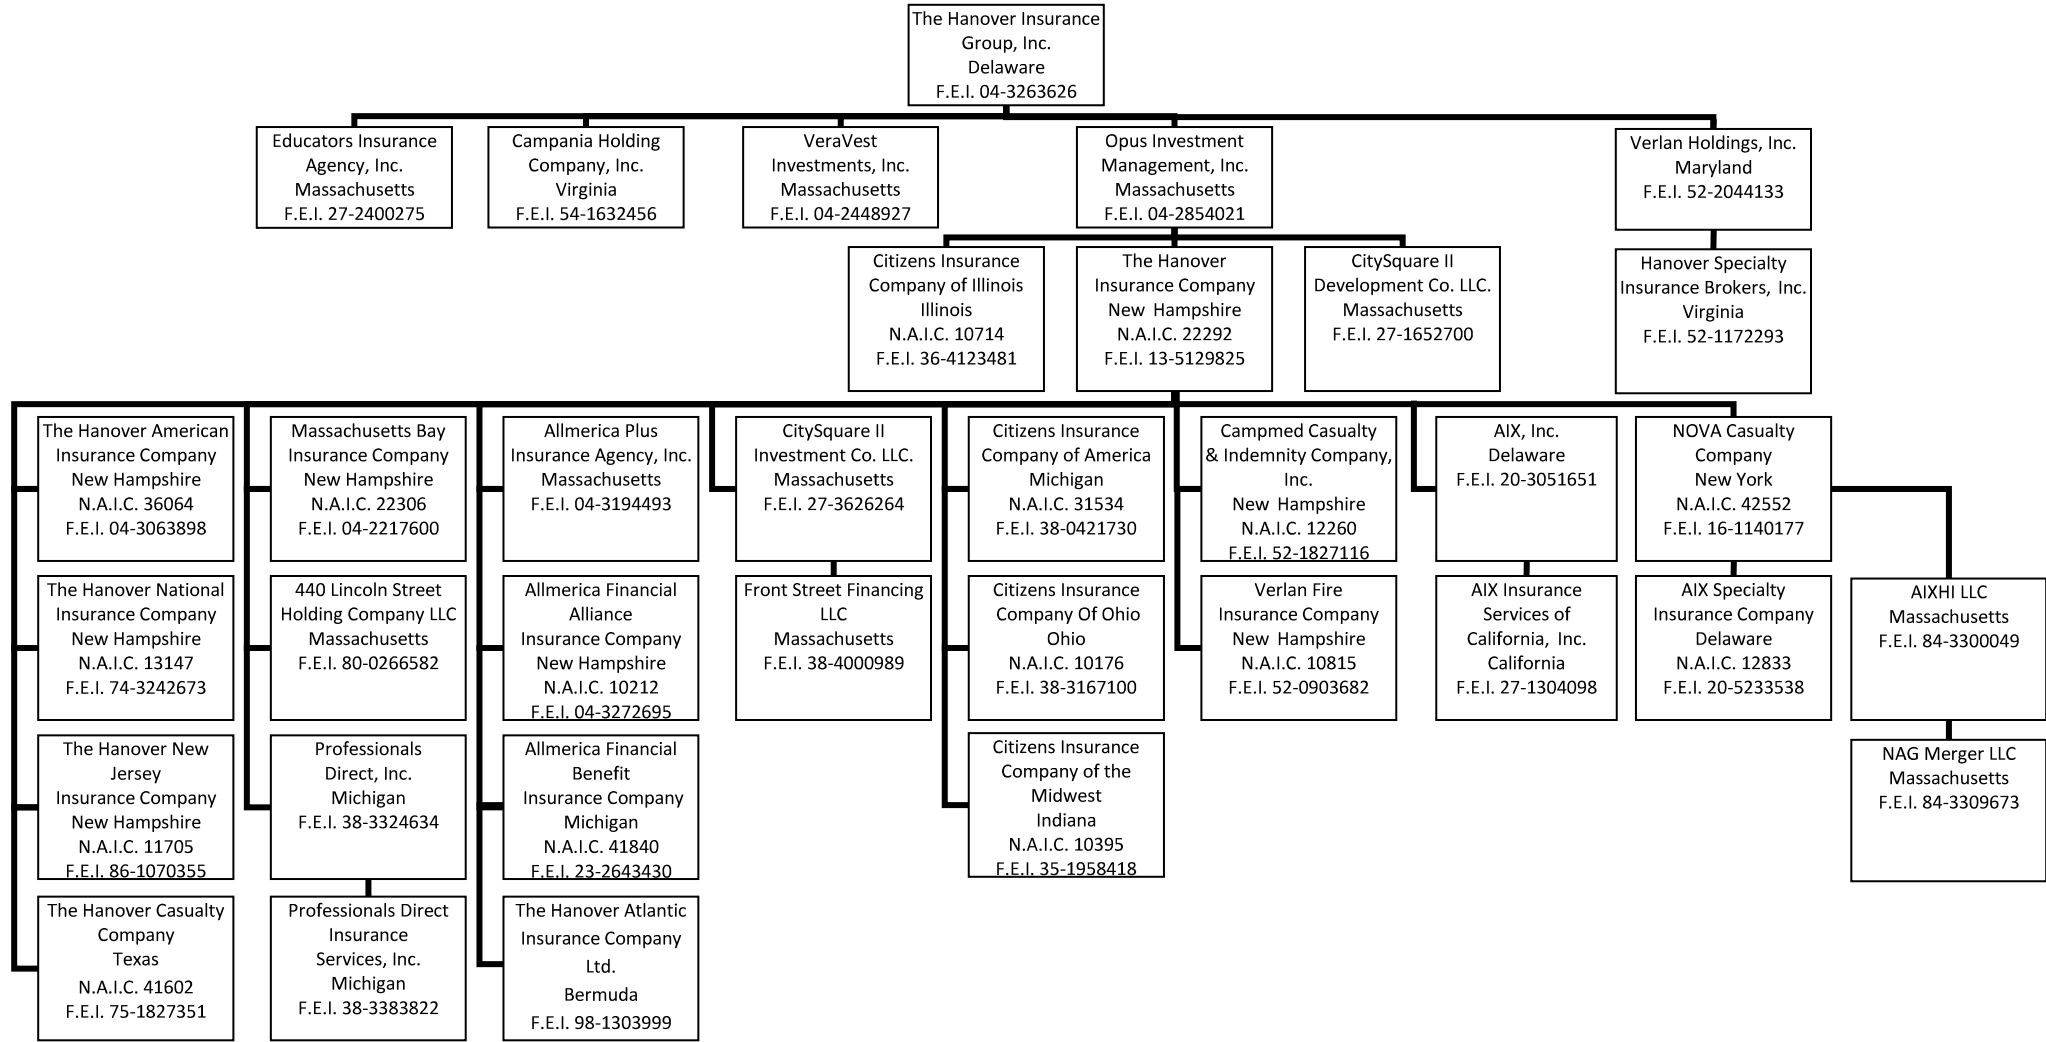 The Hanover Insurance
Group, Inc.
Delaware
F.E.I. 04-3263626
Educators Insurance
Agency, Inc.
Massachusetts
F.E.I. 27-2400275
Campania Holding
Company, Inc.
Virginia
F.E.I. 54-1632456
VeraVest
Investments, Inc.
Massachusetts
F.E.I. 04-2448927
Opus Investment
Management, Inc.
Massachusetts
F.E.I. 04-2854021
Verlan Holdings, Inc.
Maryland
F.E.I. 52-2044133
Citizens Insurance
Company of Illinois
Illinois
N.A.I.C. 10714
F.E.I. 36-4123481
The Hanover
Insurance Company
New Hampshire
N.A.I.C. 22292
F.E.I. 13-5129825
CitySquare II
Development Co. LLC.
Massachusetts
F.E.I. 27-1652700
Hanover Specialty
Insurance Brokers, Inc.
Virginia
F.E.I. 52-1172293
The Hanover American
Insurance Company
New Hampshire
N.A.I.C. 36064
F.E.I. 04-3063898
Massachusetts Bay
Insurance Company
New Hampshire
N.A.I.C. 22306
F.E.I. 04-2217600
Allmerica Plus
Insurance Agency, Inc.
Massachusetts
F.E.I. 04-3194493
CitySquare II
Investment Co. LLC.
Massachusetts
F.E.I. 27-3626264
Citizens Insurance
Company of America
Michigan
N.A.I.C. 31534
F.E.I. 38-0421730
Campmed Casualty
& Indemnity Company,
Inc.
New Hampshire
N.A.I.C. 12260
F.E.I. 52-1827116
AIX, Inc.
Delaware
F.E.I. 20-3051651
NOVA Casualty
Company
New York
N.A.I.C. 42552
F.E.I. 16-1140177
The Hanover National
Insurance Company
New Hampshire
N.A.I.C. 13147
F.E.I. 74-3242673
440 Lincoln Street
Holding Company LLC
Massachusetts
F.E.I. 80-0266582
Allmerica Financial
Alliance
Insurance Company
New Hampshire
N.A.I.C. 10212
F.E.I. 04-3272695
Front Street Financing
LLC
Massachusetts
F.E.I. 38-4000989
Citizens Insurance
Company Of Ohio
Ohio
N.A.I.C. 10176
F.E.I. 38-3167100
Verlan Fire
Insurance Company
New Hampshire
N.A.I.C. 10815
F.E.I. 52-0903682
AIX Insurance
Services of
California, Inc.
California
F.E.I. 27-1304098
AIX Specialty
Insurance Company
Delaware
N.A.I.C. 12833
F.E.I. 20-5233538
AIXHI LLC
Massachusetts
F.E.I. 84-3300049
The Hanover New
Jersey
Insurance Company
New Hampshire
N.A.I.C. 11705
F.E.I. 86-1070355
Professionals
Direct, Inc.
Michigan
F.E.I. 38-3324634
Allmerica Financial
Benefit
Insurance Company
Michigan
N.A.I.C. 41840
F.E.I. 23-2643430
Citizens Insurance
Company of the
Midwest
Indiana
N.A.I.C. 10395
F.E.I. 35-1958418
NAG Merger LLC
Massachusetts
F.E.I. 84-3309673
The Hanover Casualty
Company
Texas
N.A.I.C. 41602
F.E.I. 75-1827351
Professionals Direct
Insurance
Services, Inc.
Michigan
F.E.I. 38-3383822
The Hanover Atlantic
Insurance Company
Ltd.
Bermuda
F.E.I. 98-1303999